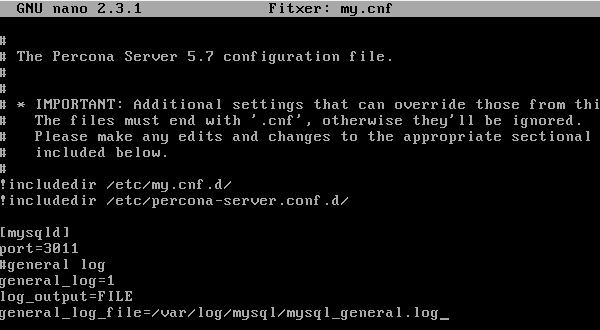 GNU nano 2.3.1 Fitxer: my.cnf
#
# The Percona Server 5.7 configuration file.
#
#
# * IMPORTANT: Additional settings that can override those from thi
# The files must end with '.cnf', otherwise they'll be ignored.
# Please make any edits and changes to the appropriate sectional
# included below.
#
!includedir /etc/my.cnf.d/
!includedir /etc/percona-server.conf.d/
[mysqld]
port=3011
#general log
general_log=1
log_output=FILE
general_log_file=/var/log/mysql/mysql_general.log_